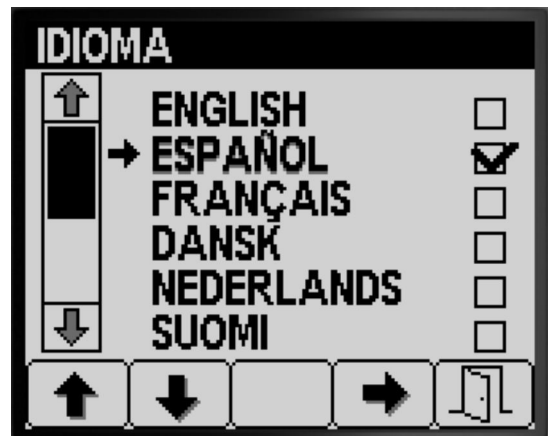 IDIOMA
ENGLISH
ESPAÑOL
FRANÇAIS
DANSK
NEDERLANDS
SUOMI